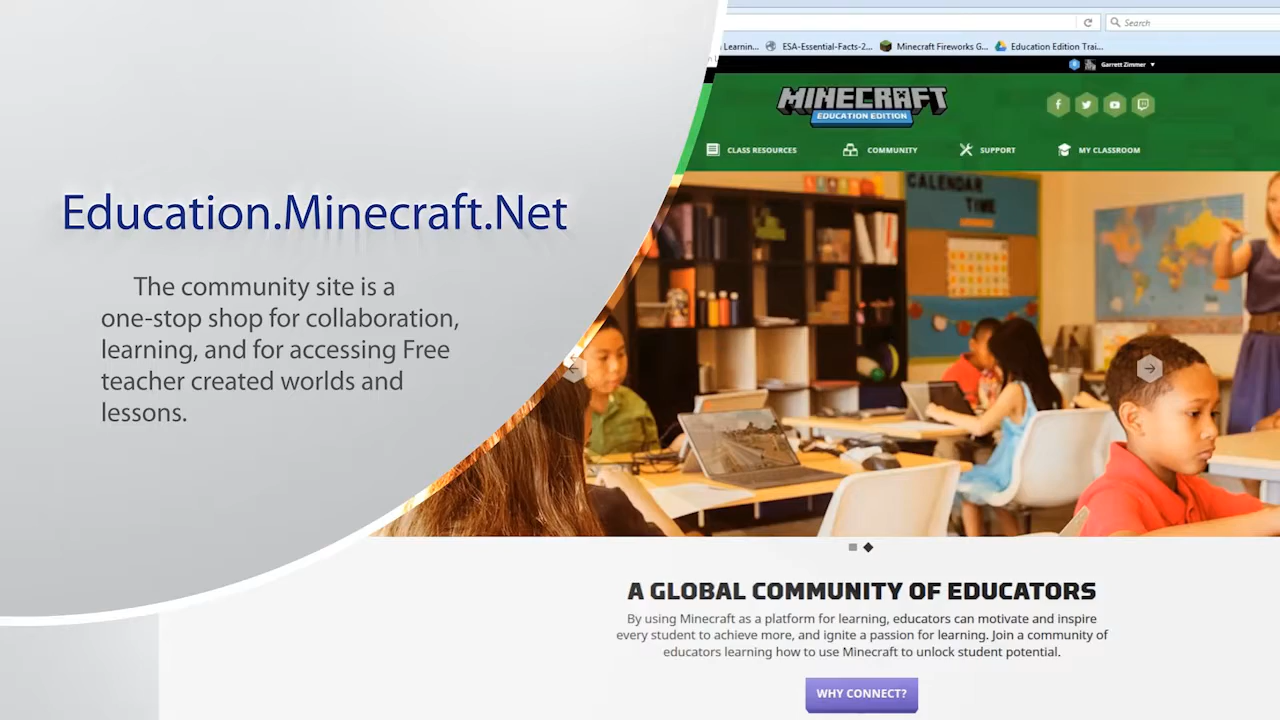 Education.Minecraft.Net
The community site is a
one-stop shop for collaboration,
learning, and for accessing Free
teacher created worlds and
lessons.
Search
Learnin... ESA-Essential-Facts-2... Minecraft Fireworks G... Education Edition Trai...
Garrett Zimmer
MINECRAFT
EDUCATION EDITION
CLASS RESOURCES COMMUNITY SUPPORT MY CLASSROOM
CALENDAR
TIME
A GLOBAL COMMUNITY OF EDUCATORS
By using Minecraft as a platform for learning, educators can motivate and inspire
every student to achieve more, and ignite a passion for learning. Join a community of
educators learning how to use Minecraft to unlock student potential.
WHY CONNECT?